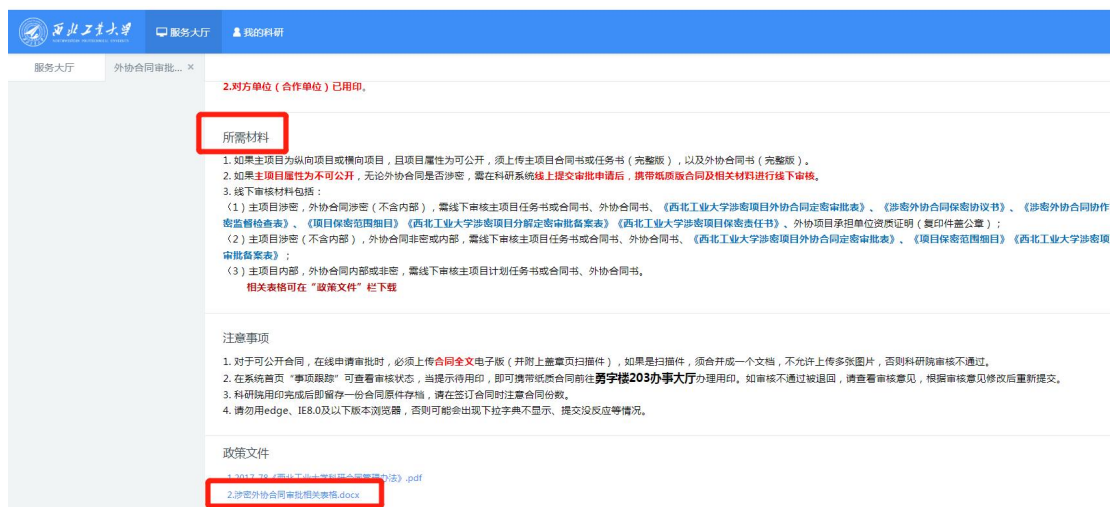 西北工业大学
服务大厅
我的科研
服务大厅
外协合同审批... ×
2.对方单位（合作单位）已用印。
所需材料
1. 如果主项目为纵向项目或横向项目，且项目属性为可公开，须上传主项目合同书或任务书（完整版），以及外协合同书（完整版）。
2. 如果主项目属性为不可公开，无论外协合同是否涉密，需在科研系统线上提交审批申请后，携带纸质版合同及相关材料进行线下审核。
3. 线下审核材料包括：
（1）主项目涉密，外协合同涉密（不含内部），需线下审核主项目任务书或合同书、外协合同书、《西北工业大学涉密项目外协合同定密审批表》、《涉密外协合同保密协议书》、《涉密外协合同协作
密监督检查表》、《项目保密范围细目》《西北工业大学涉密项目分解定密审批备案表》《西北工业大学涉密项目保密责任书》、外协项目承担单位资质证明（复印件盖公章）；
（2）主项目涉密（不含内部），外协合同非密或内部，需线下审核主项目任务书或合同书、外协合同书、《西北工业大学涉密项目外协合同定密审批表》、《项目保密范围细目》《西北工业大学涉密项
审批备案表》；
（3）主项目内部，外协合同内部或非密，需线下审核主项目计划任务书或合同书、外协合同书。
相关表格可在“政策文件”栏下载
注意事项
1. 对于可公开合同，在线申请审批时，必须上传合同全文电子版（并附上盖章页扫描件），如果是扫描件，须合并成一个文档，不允许上传多张图片，否则科研院审核不通过。
2. 在系统首页“事项跟踪”可查看审核状态，当提示待用印，即可携带纸质合同前往勇字楼203办事大厅办理用印。如审核不通过被退回，请查看审核意见，根据审核意见修改后重新提交。
3. 科研院用印完成后即留存一份合同原件存档，请在签订合同时注意合同份数。
4. 请勿用edge、IE8.0及以下版本浏览器，否则可能会出现下拉字典不显示、提交没反应等情况。
政策文件
1.2017-78《西北工业大学科研合同管理办法》.pdf
2.涉密外协合同审批相关表格.docx